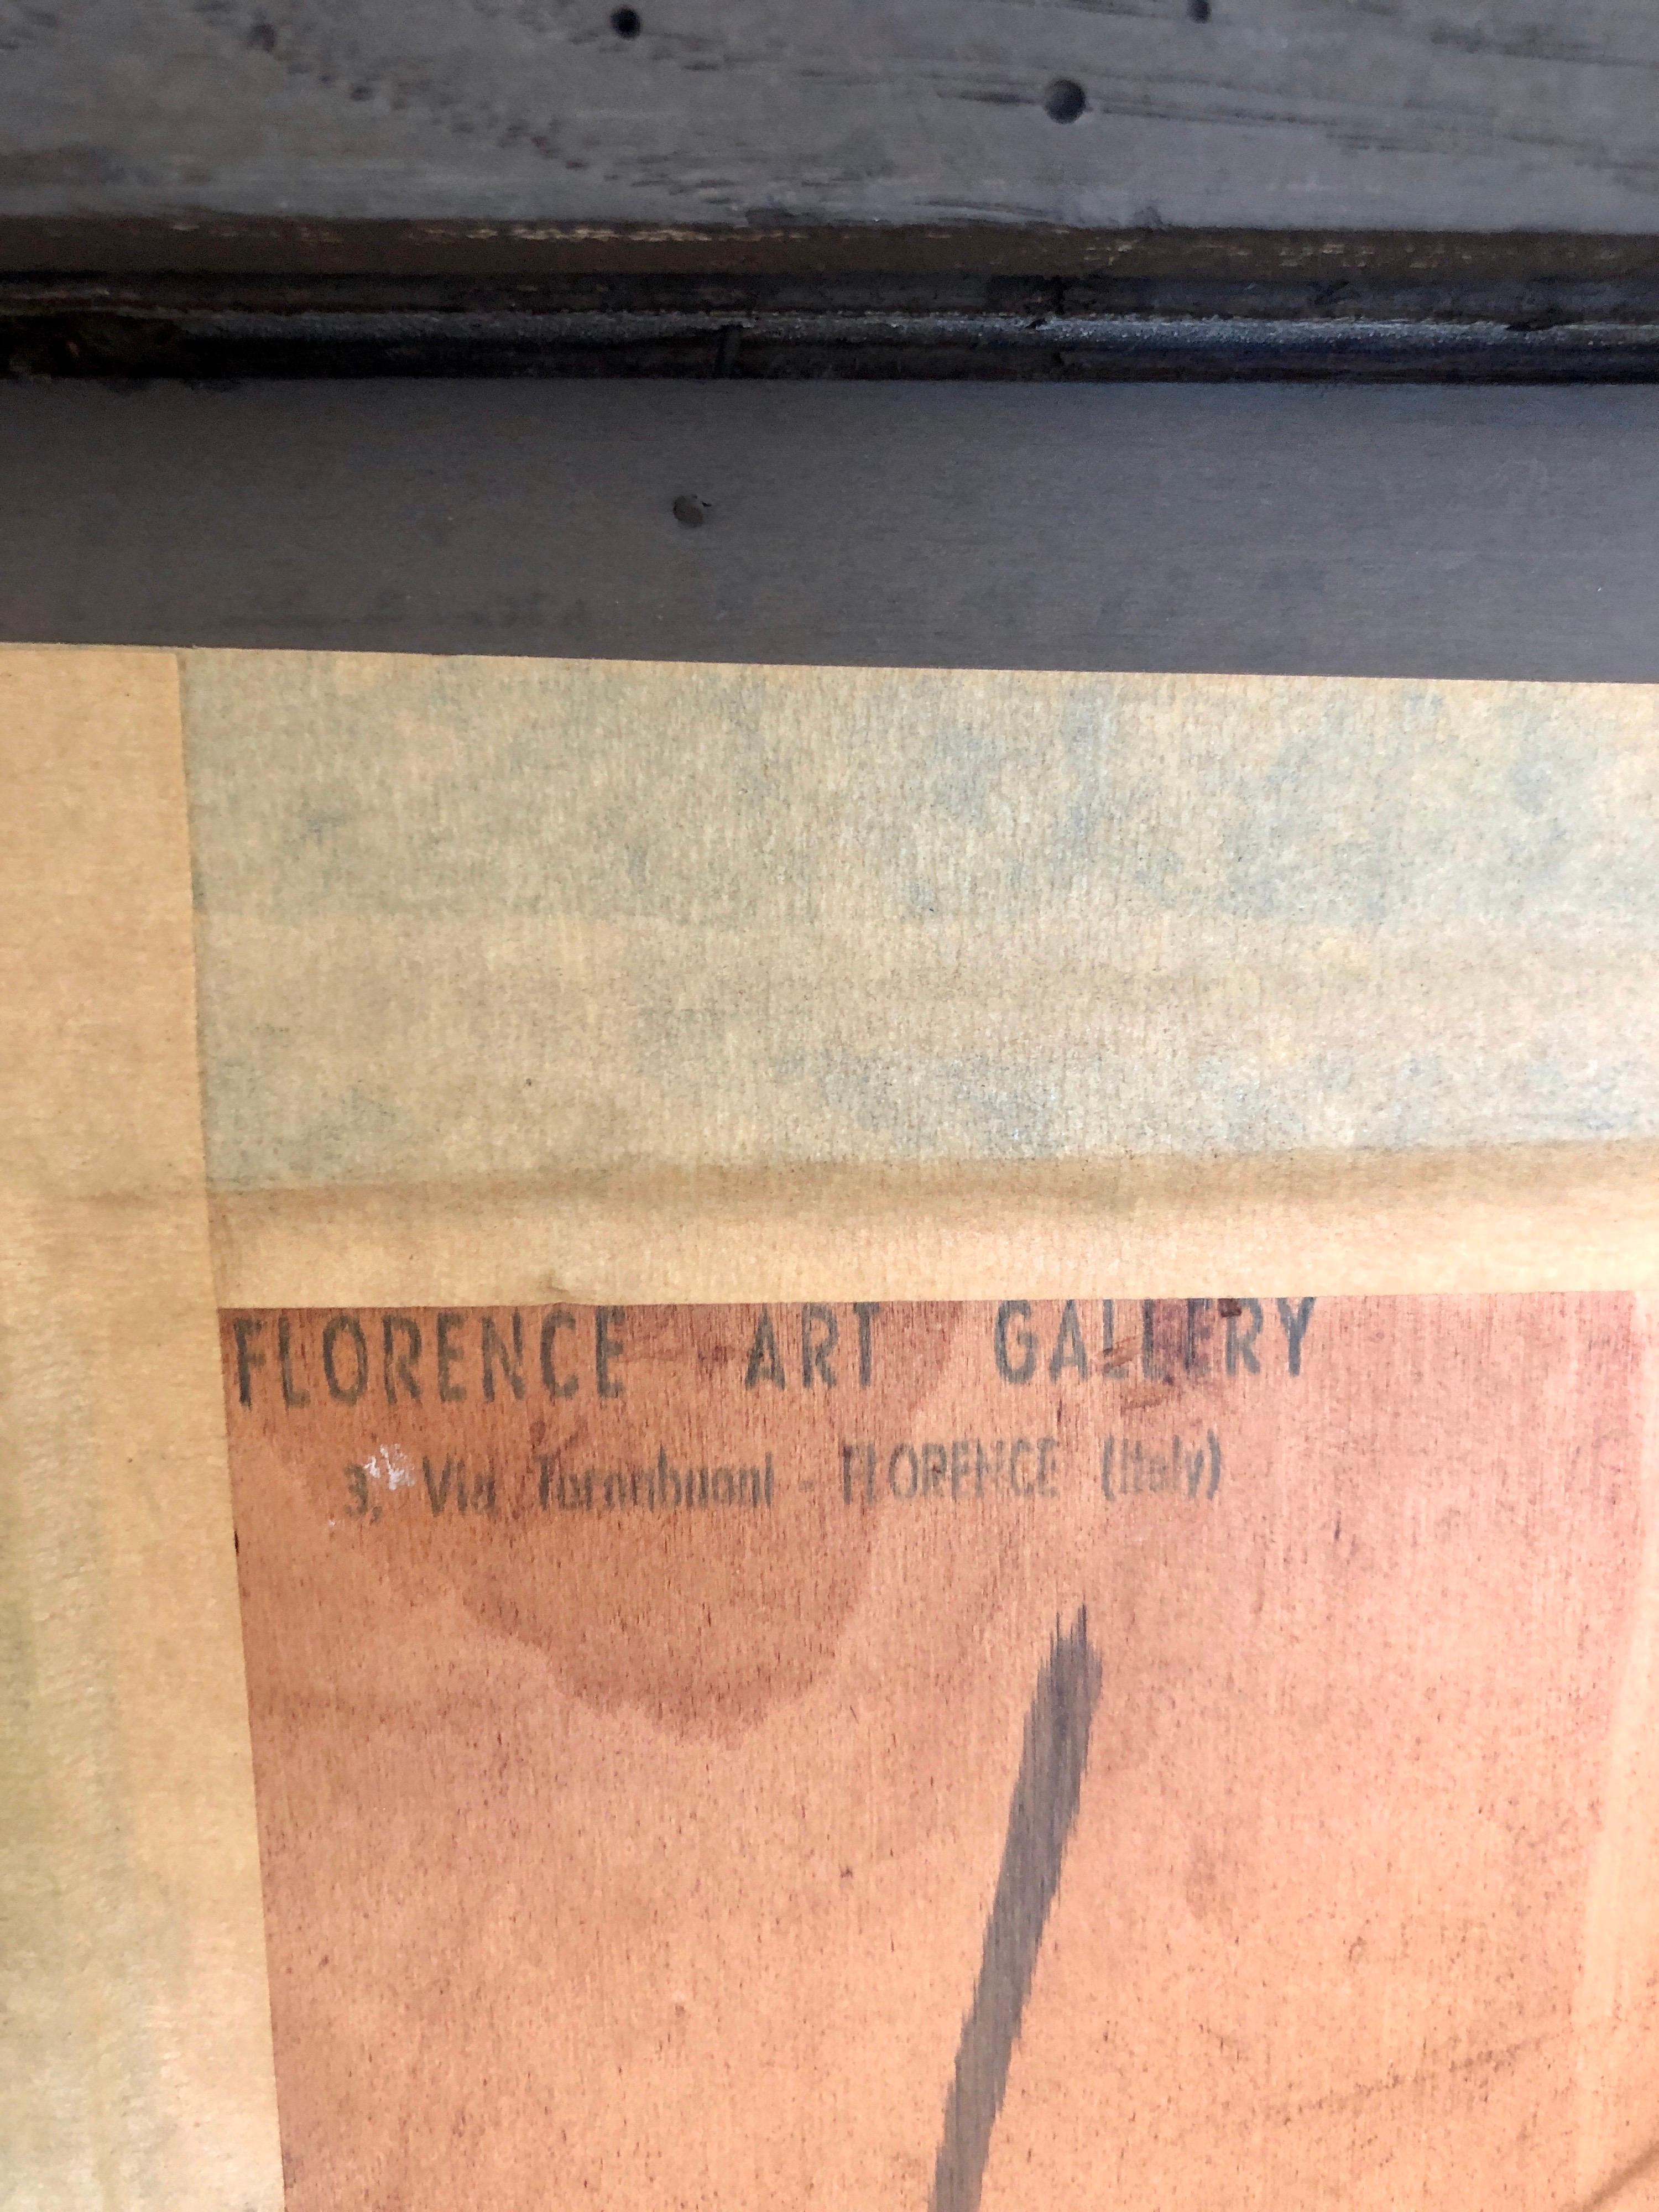 FLORENCE ART GALLERY
3, Via Tornabuoni - FLORENCE (Italy)